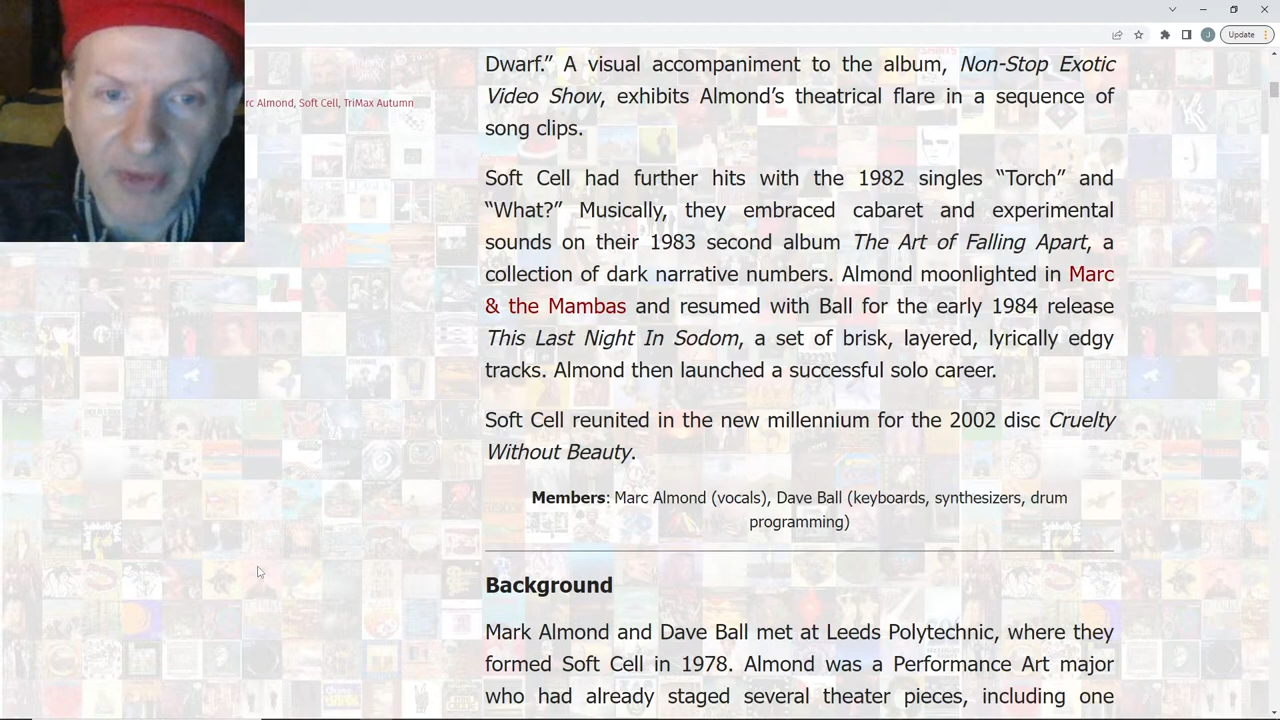 Update
rc Almond, Soft Cell, TriMax Autumn
Dwarf.” A visual accompaniment to the album, Non-Stop Exotic
Video Show, exhibits Almond’s theatrical flare in a sequence of
song clips.
Soft Cell had further hits with the 1982 singles “Torch” and
“What?” Musically, they embraced cabaret and experimental
sounds on their 1983 second album The Art of Falling Apart, a
collection of dark narrative numbers. Almond moonlighted in Marc
& the Mambas and resumed with Ball for the early 1984 release
This Last Night In Sodom, a set of brisk, layered, lyrically edgy
tracks. Almond then launched a successful solo career.
Soft Cell reunited in the new millennium for the 2002 disc Cruelty
Without Beauty.
Members: Marc Almond (vocals), Dave Ball (keyboards, synthesizers, drum
programming)
Background
Mark Almond and Dave Ball met at Leeds Polytechnic, where they
formed Soft Cell in 1978. Almond was a Performance Art major
who had already staged several theater pieces, including one